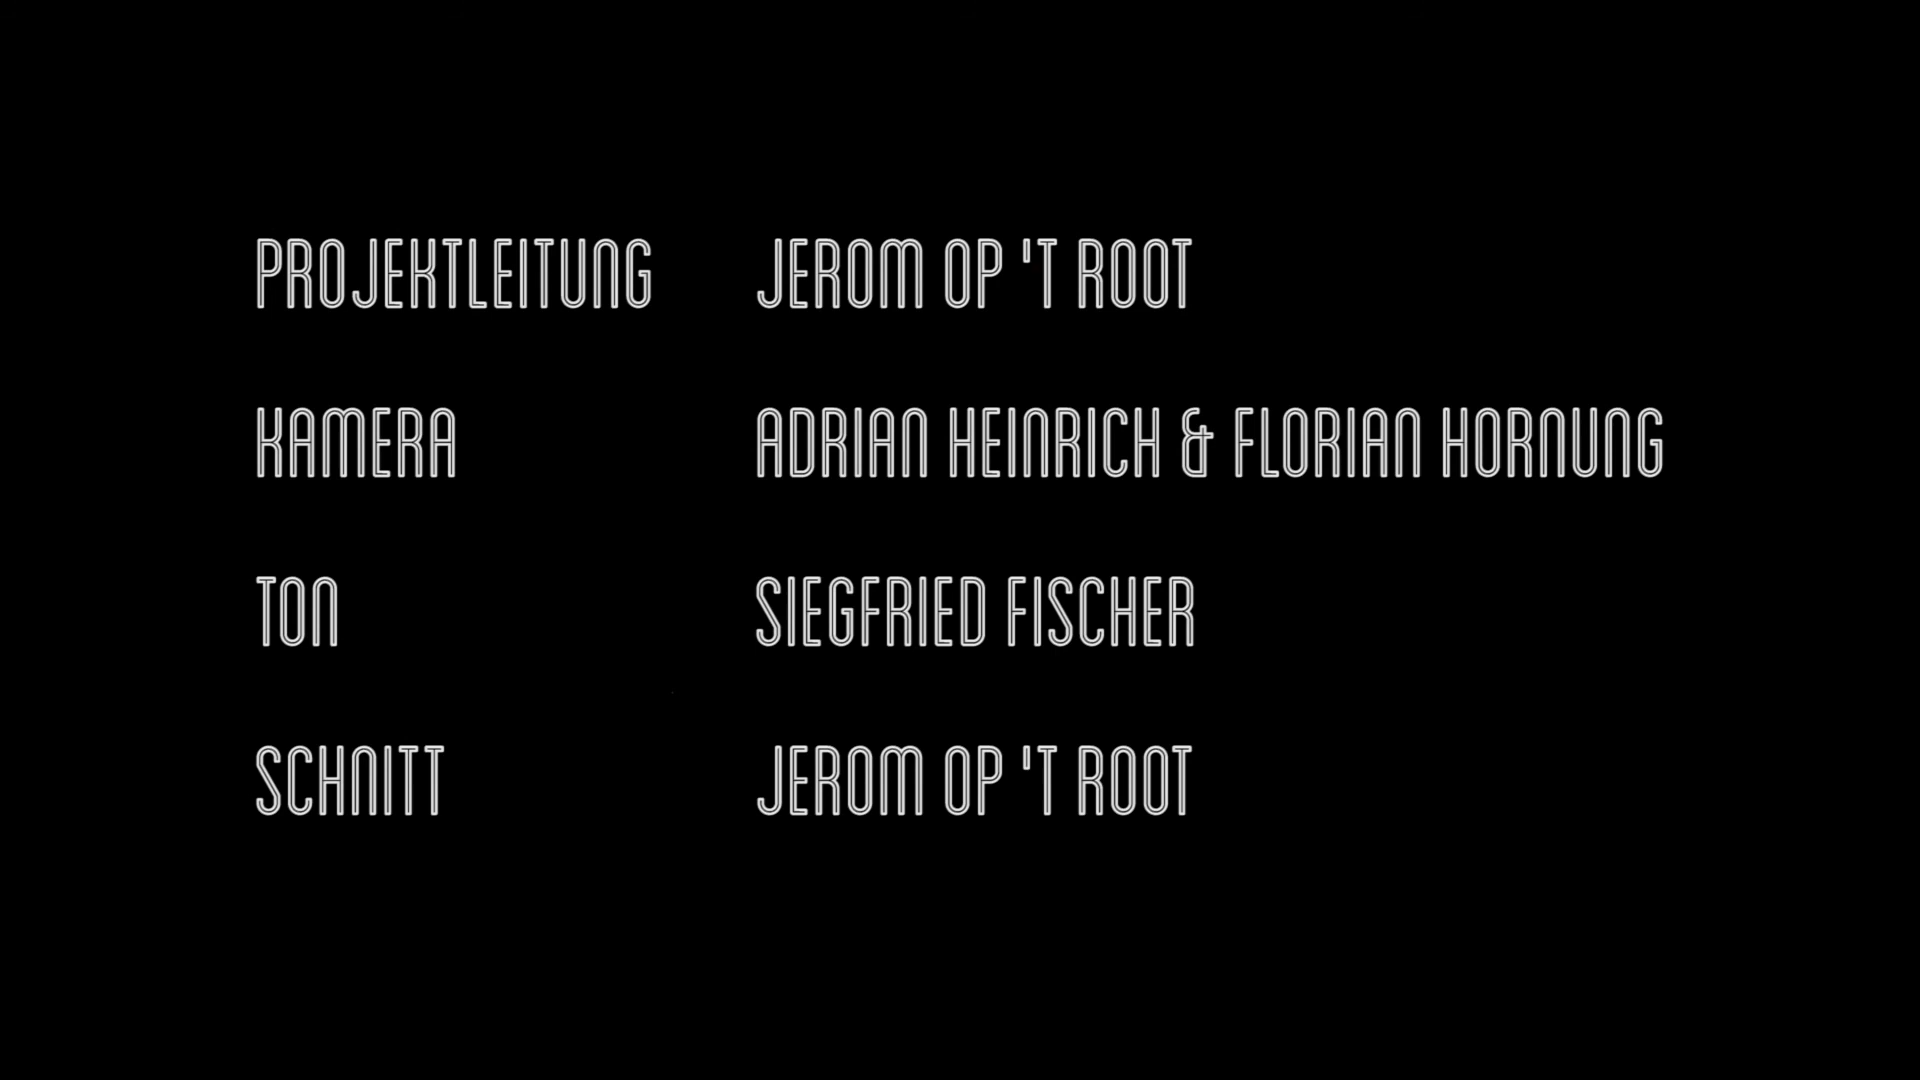 PROJEKTLEITUNG JEROM OP 'T ROOT
KAMERA ADRIAN HEINRICH & FLORIAN HORNUNG
TON SIEGFRIED FISCHER
SCHNITT JEROM OP 'T ROOT